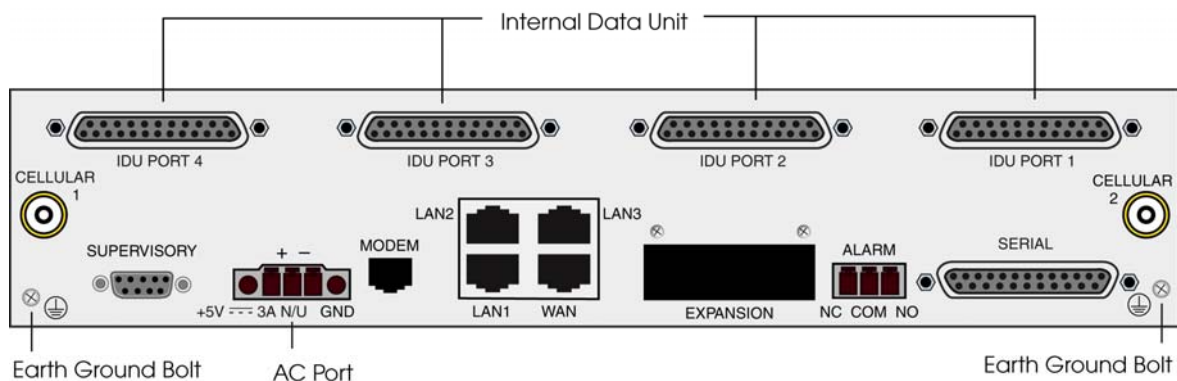 Internal Data Unit
IDU PORT 4
IDU PORT 3
IDU PORT 2
IDU PORT 1
CELLULAR
1
CELLULAR
2
SUPERVISORY
+ −
MODEM
LAN2
LAN3
ALARM
SERIAL
+5V ⎓ 3A N/U GND
LAN1
WAN
EXPANSION
NC COM NO
Earth Ground Bolt
AC Port
Earth Ground Bolt